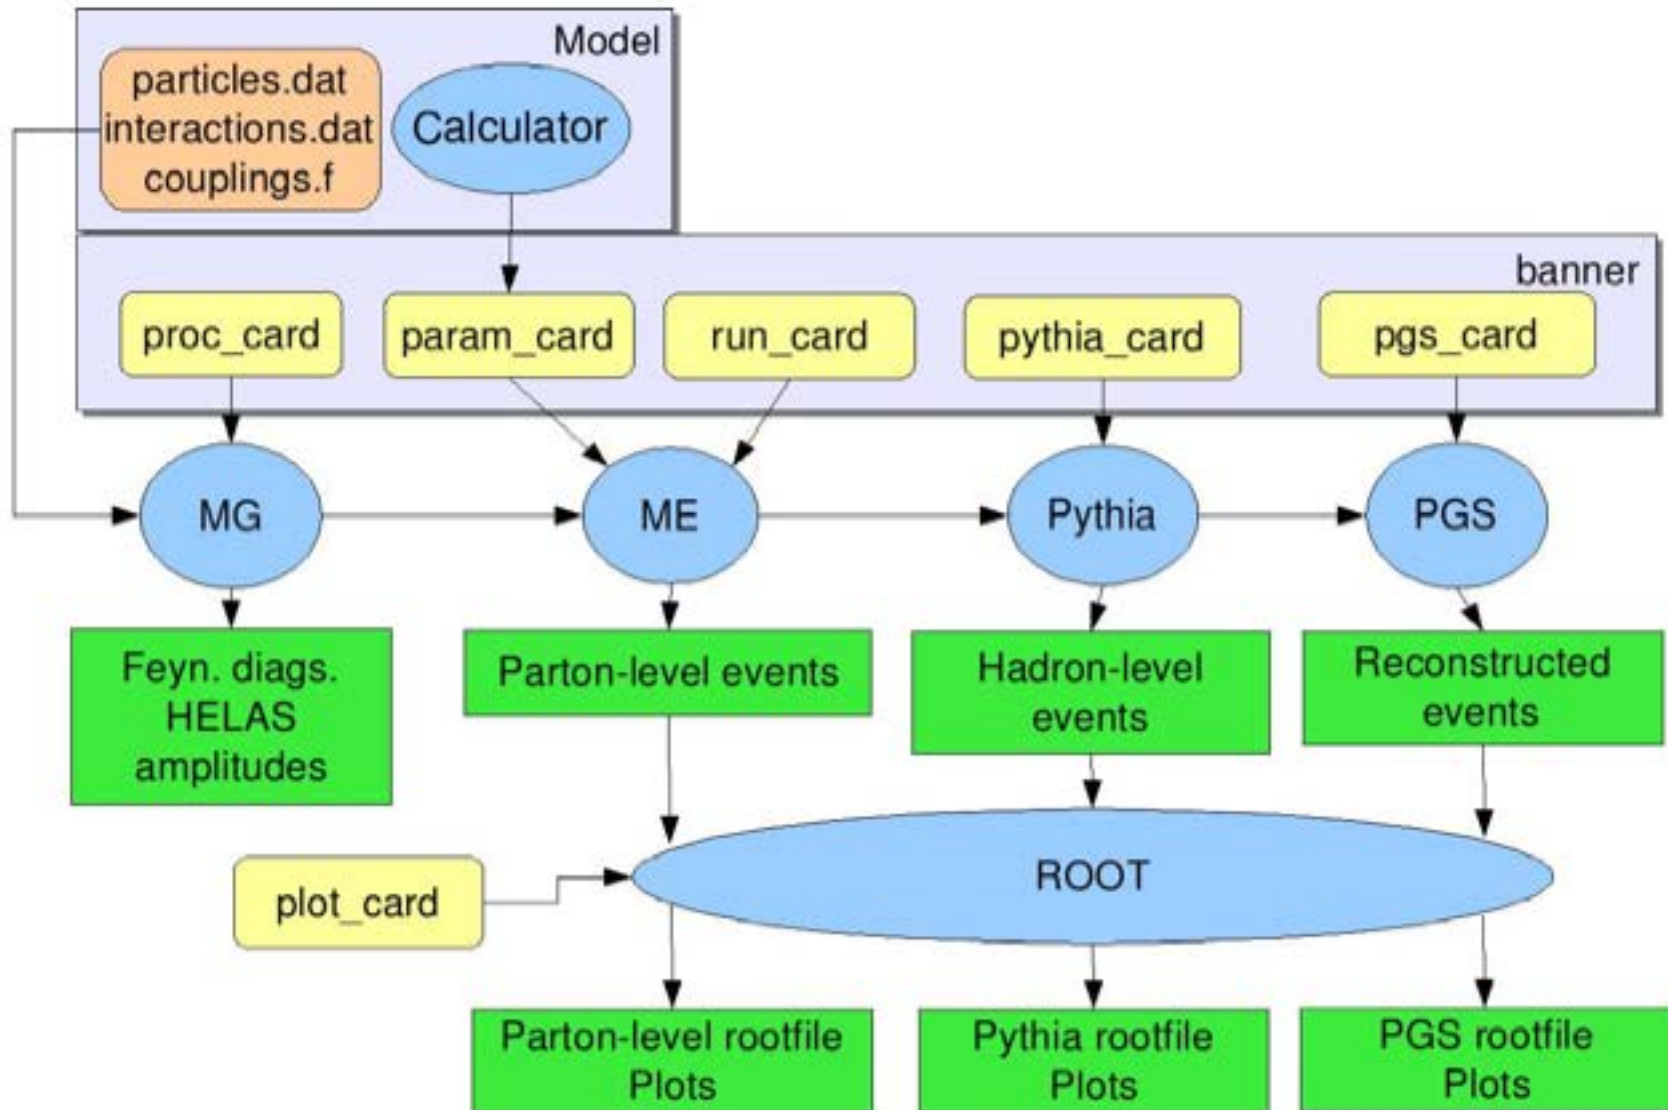 Model
particles.dat
interactions.dat
couplings.f
Calculator
banner
proc_card
param_card
run_card
pythia_card
pgs_card
MG
ME
Pythia
PGS
Feyn. diags.
HELAS
amplitudes
Parton-level events
Hadron-level
events
Reconstructed
events
plot_card
ROOT
Parton-level rootfile
Plots
Pythia rootfile
Plots
PGS rootfile
Plots